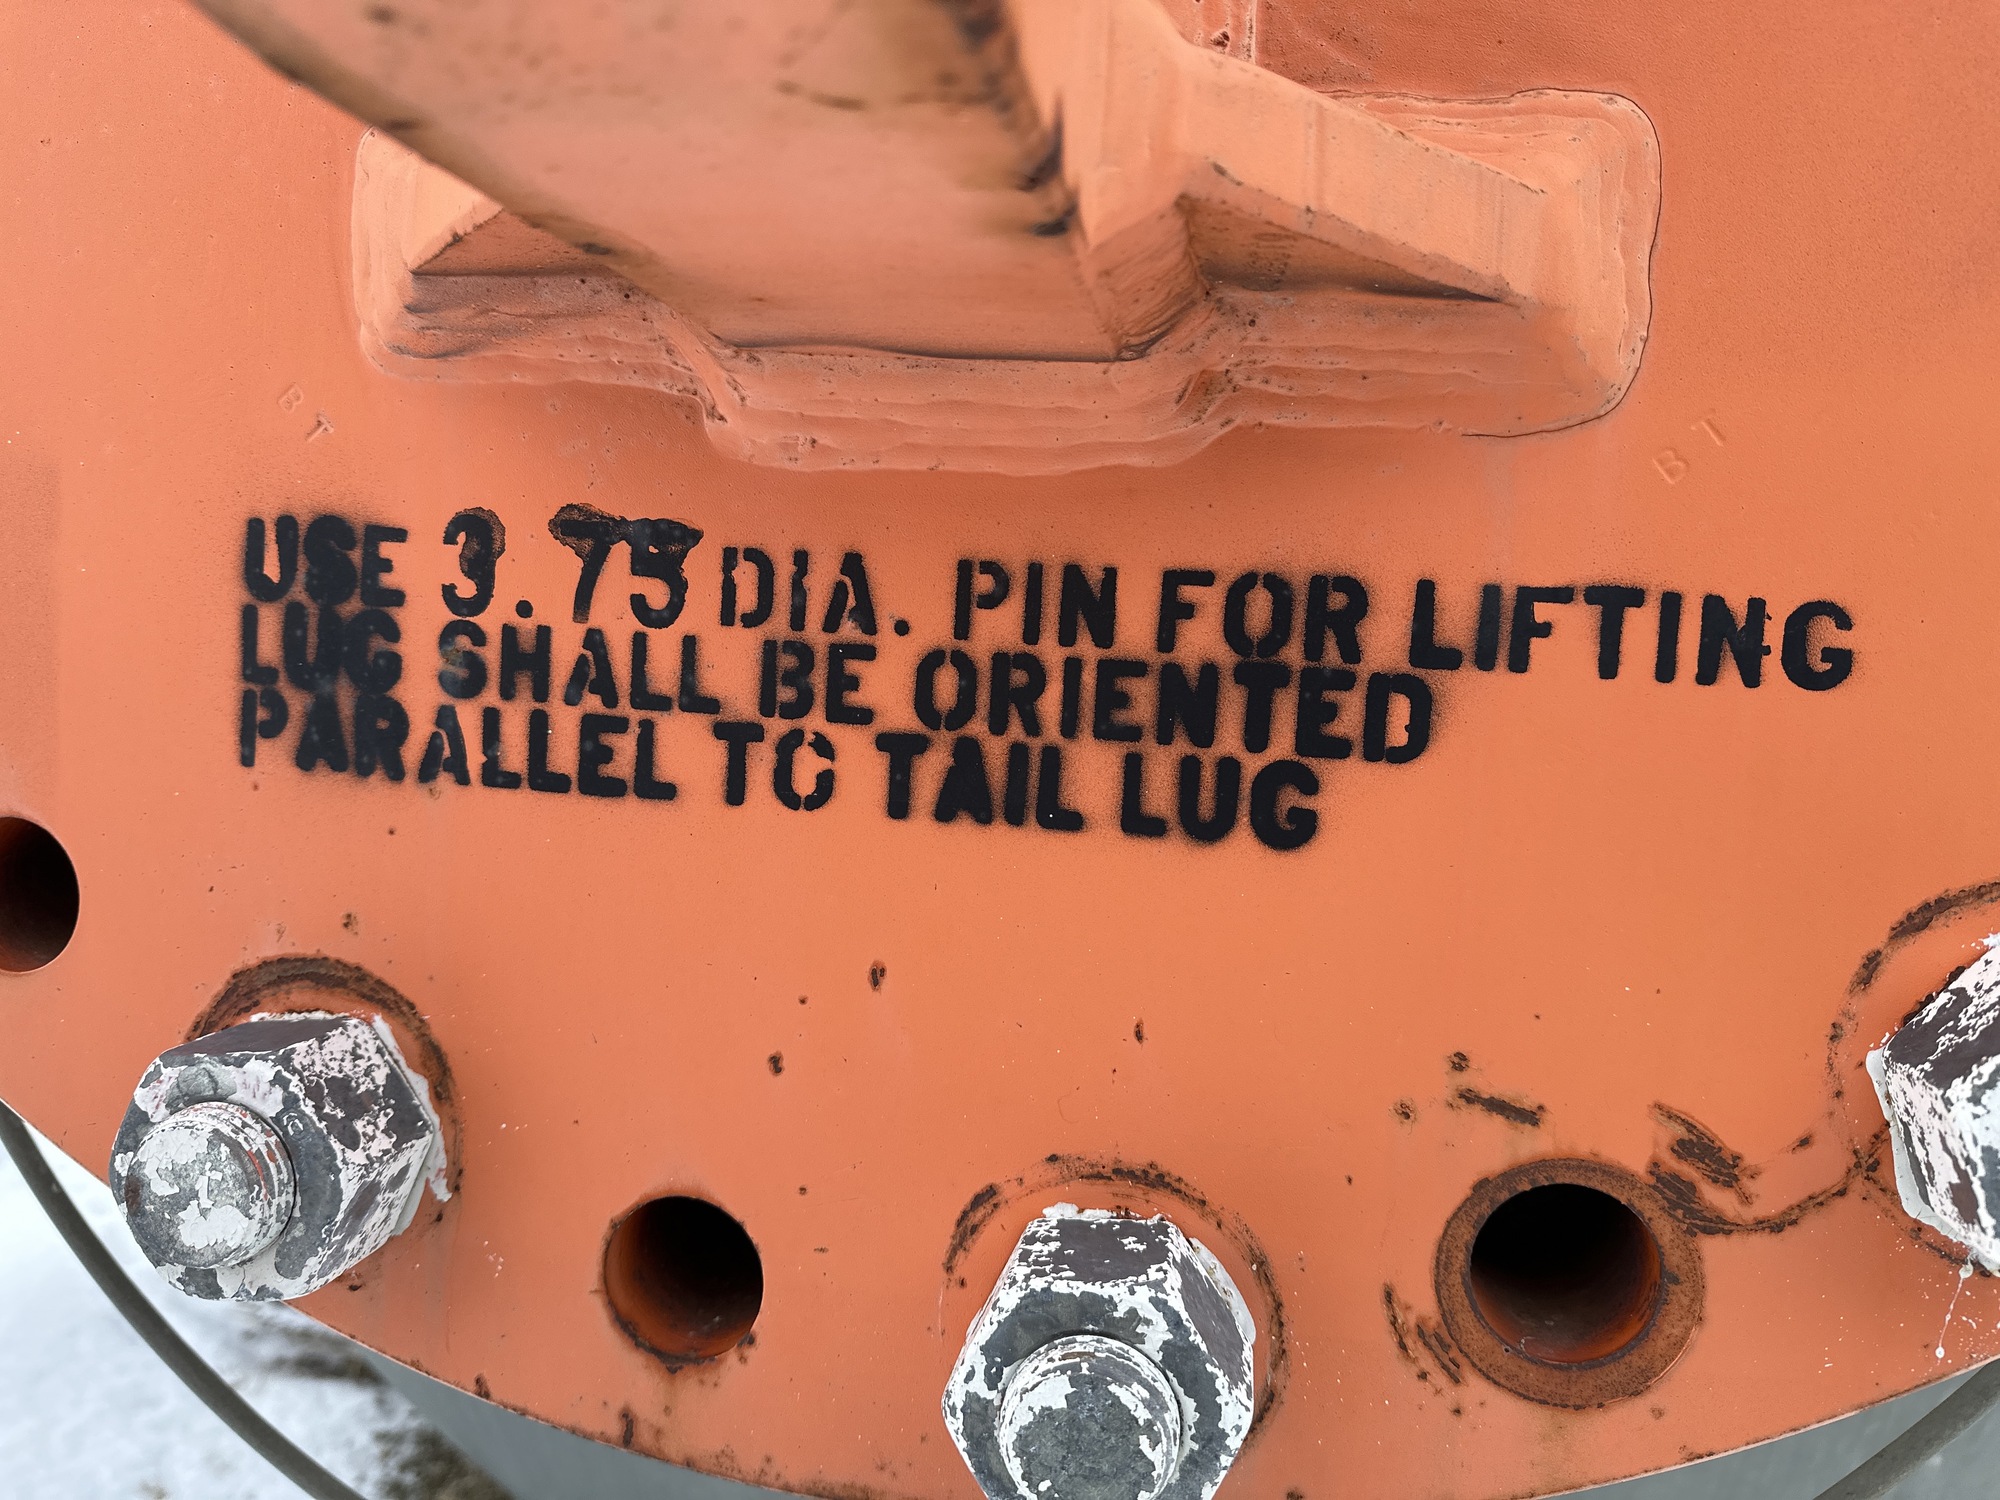 B T
B T
USE 3.75 DIA. PIN FOR LIFTING
LUG SHALL BE ORIENTED
PARALLEL TO TAIL LUG